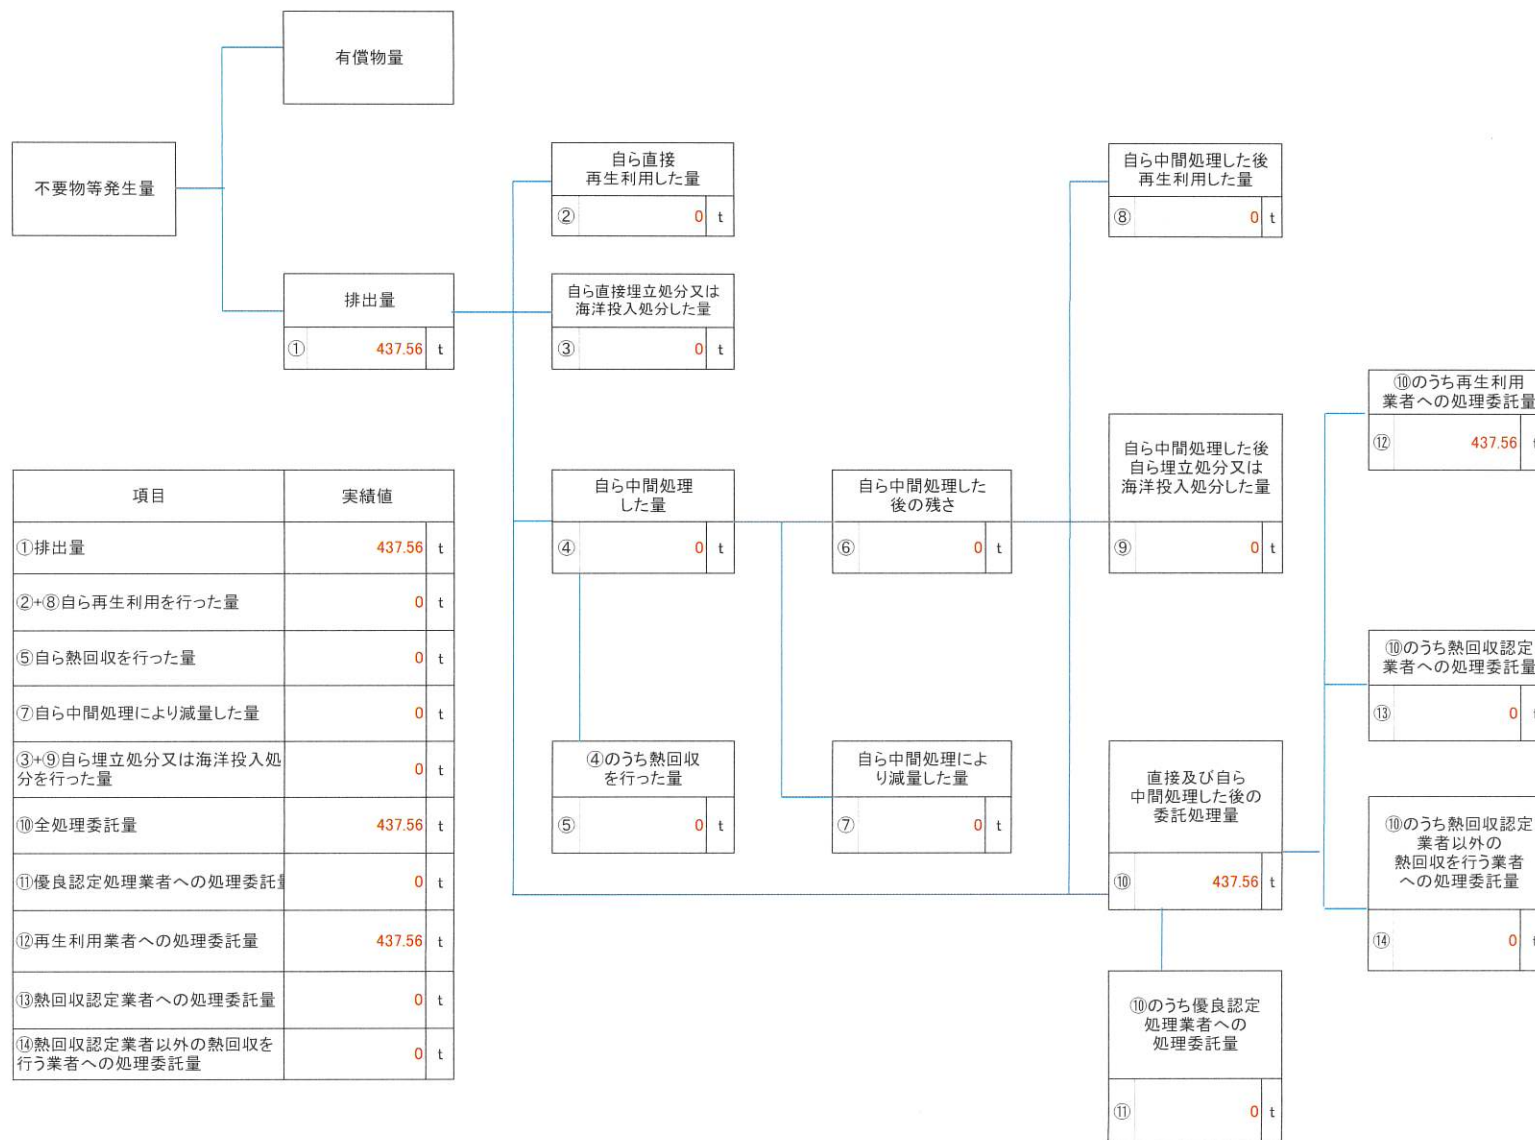 有償物量
不要物等発生量
自ら直接
再生利用した量
② 0 t
自ら中間処理した後
再生利用した量
⑧ 0 t
排出量
① 437.56 t
自ら直接埋立処分又は
海洋投入処分した量
③ 0 t
⑩のうち再生利用
業者への処理委託量
⑫ 437.56
自ら中間処理した後
自ら埋立処分又は
海洋投入処分した量
⑨ 0 t
自ら中間処理
した量
④ 0 t
自ら中間処理した
後の残さ
⑥ 0 t
項目 実績値
①排出量 437.56 t
②+⑧自ら再生利用を行った量 0 t
⑤自ら熱回収を行った量 0 t
⑦自ら中間処理により減量した量 0 t
③+⑨自ら埋立処分又は海洋投入処
分を行った量 0 t
⑩全処理委託量 437.56 t
⑪優良認定処理業者への処理委託 0 t
⑫再生利用業者への処理委託量 437.56 t
⑬熱回収認定業者への処理委託量 0 t
⑭熱回収認定業者以外の熱回収を
行う業者への処理委託量 0 t
⑩のうち熱回収認定
業者への処理委託量
⑬ 0
④のうち熱回収
を行った量
⑤ 0 t
自ら中間処理によ
り減量した量
⑦ 0 t
直接及び自ら
中間処理した後の
委託処理量
⑩ 437.56 t
⑩のうち熱回収認定
業者以外の
熱回収を行う業者
への処理委託量
⑭ 0
⑩のうち優良認定
処理業者への
処理委託量
⑪ 0 t